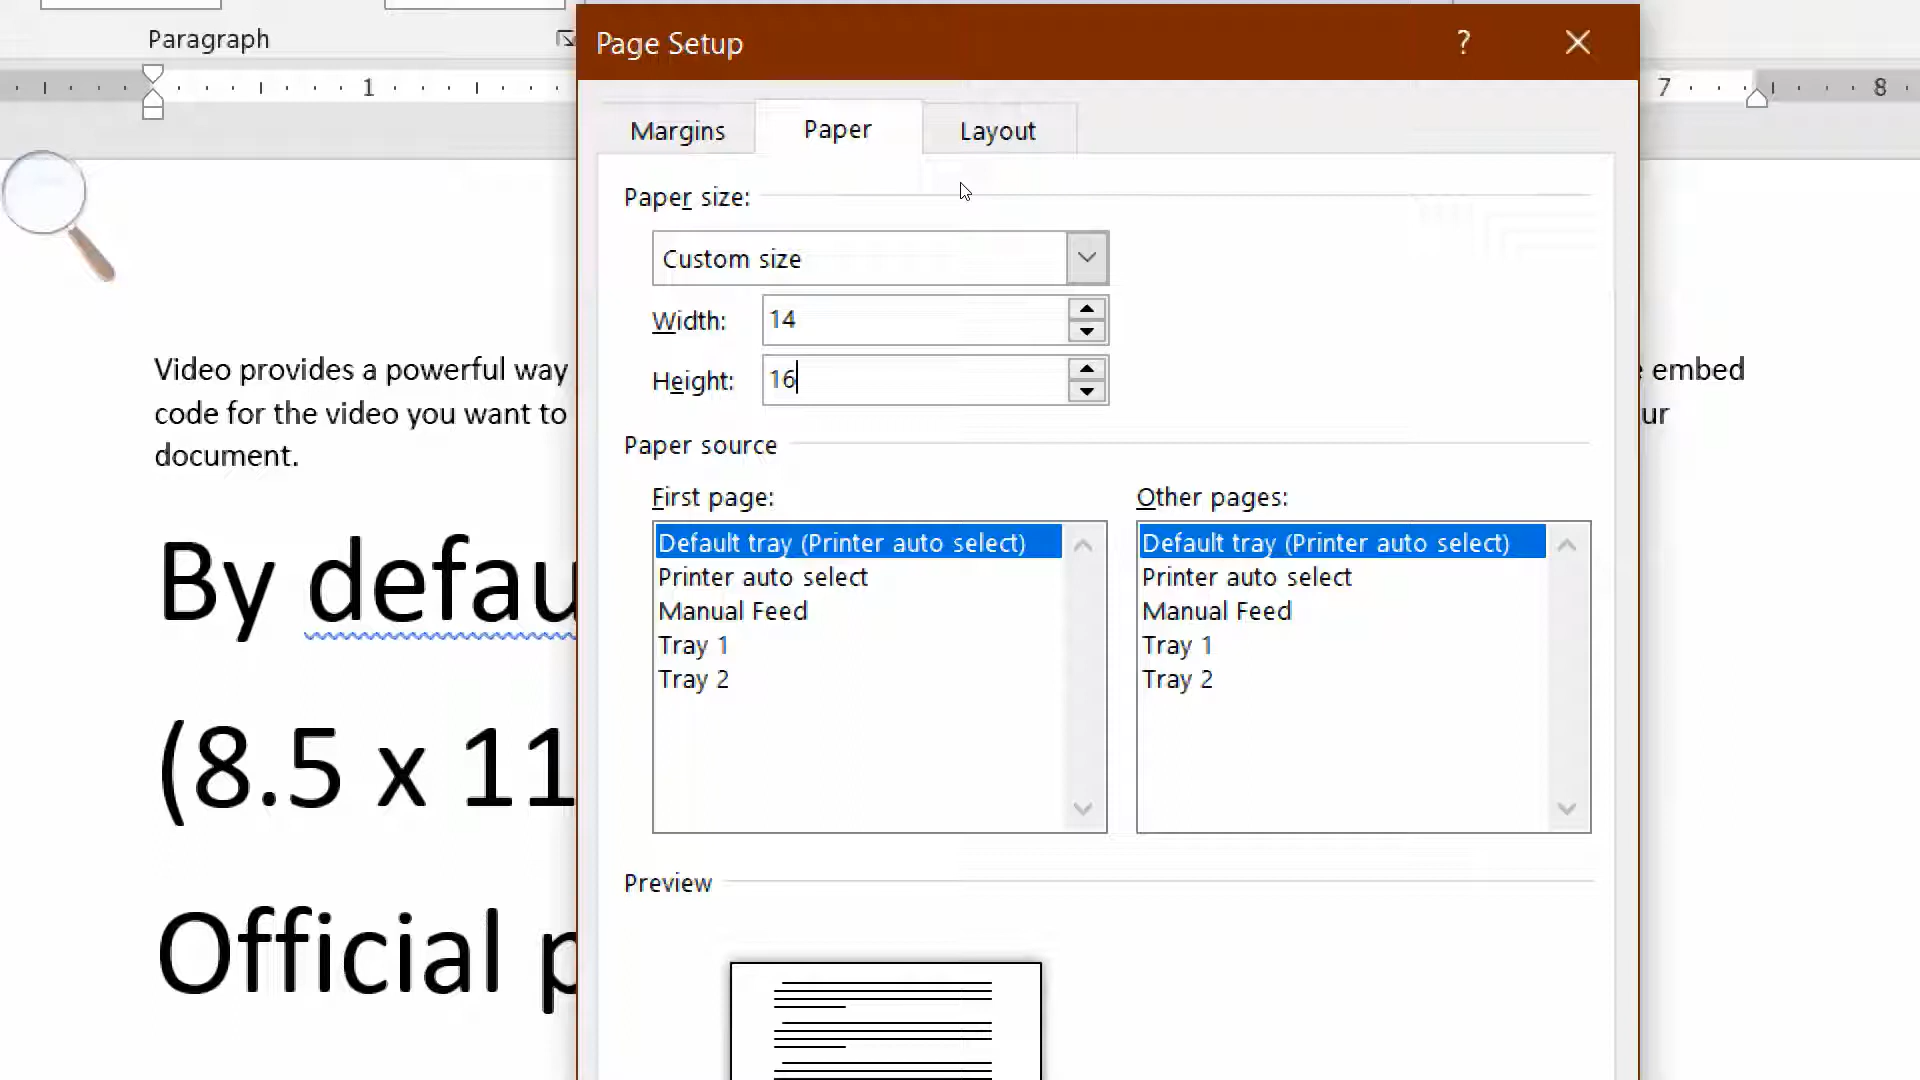 Paragraph
Page Setup
?
1
7
8
Margins
Paper
Layout
Paper size:
Custom size
Width:
14
Height:
16
Video provides a powerful way
embed
code for the video you want to
ur
document.
Paper source
First page:
Other pages:
Default tray (Printer auto select)
Default tray (Printer auto select)
Printer auto select
Printer auto select
Manual Feed
Manual Feed
Tray 1
Tray 1
Tray 2
Tray 2
By defau
(8.5 x 11
Official p
Preview